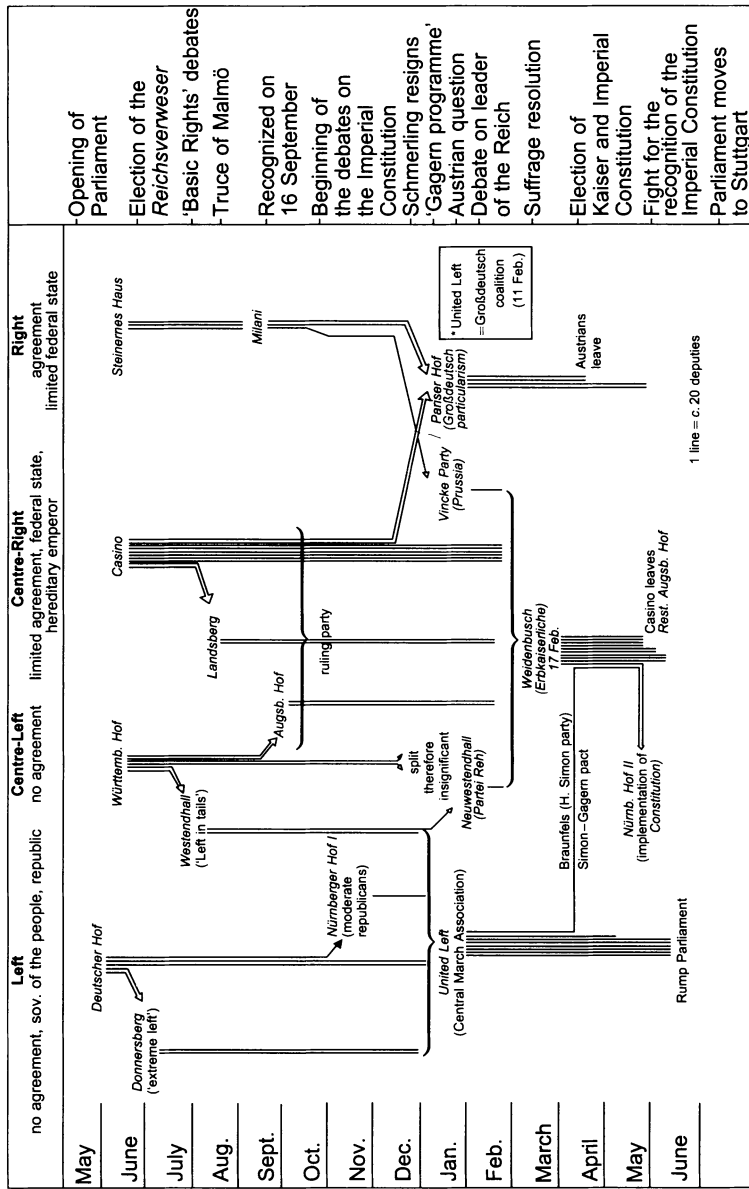 Left
no agreement, sov. of the people, republic
Centre-Left
no agreement
Centre-Right
limited agreement, federal state,
hereditary emperor
Right
agreement
limited federal state
May
June
July
Aug.
Sept.
Oct.
Nov.
Dec.
Jan.
Feb.
March
April
May
June
Deutscher Hof
Donnersberg
('extreme left')
Nürnberger Hof I
(moderate
republicans)
United Left
(Central March Association)
Rump Parliament
Württemb. Hof
Westendhall
('Left in tails')
Augsb. Hof
split
therefore
insignificant
Neuwestendhall
(Partei Reh)
Braunfels (H. Simon party)
Simon–Gagern pact
Nürnb. Hof II
(implementation of
Constitution)
Casino
Landsberg
ruling party
Weidenbusch
(Erbkaiserliche)
17 Feb.
Casino leaves
Rest. Augsb. Hof
Steinernes Haus
Milani
Vincke Party
(Prussia)
/ Pariser Hof
(Großdeutsch
particularism)
* United Left
=Großdeutsch
coalition
(11 Feb.)
Austrians
leave
1 line = c. 20 deputies
Opening of
Parliament
Election of the
Reichsverweser
'Basic Rights' debates
Truce of Malmö
Recognized on
16 September
Beginning of
the debates on
the Imperial
Constitution
Schmerling resigns
'Gagern programme'
Austrian question
Debate on leader
of the Reich
Suffrage resolution
Election of
Kaiser and Imperial
Constitution
Fight for the
recognition of the
Imperial Constitution
Parliament moves
to Stuttgart